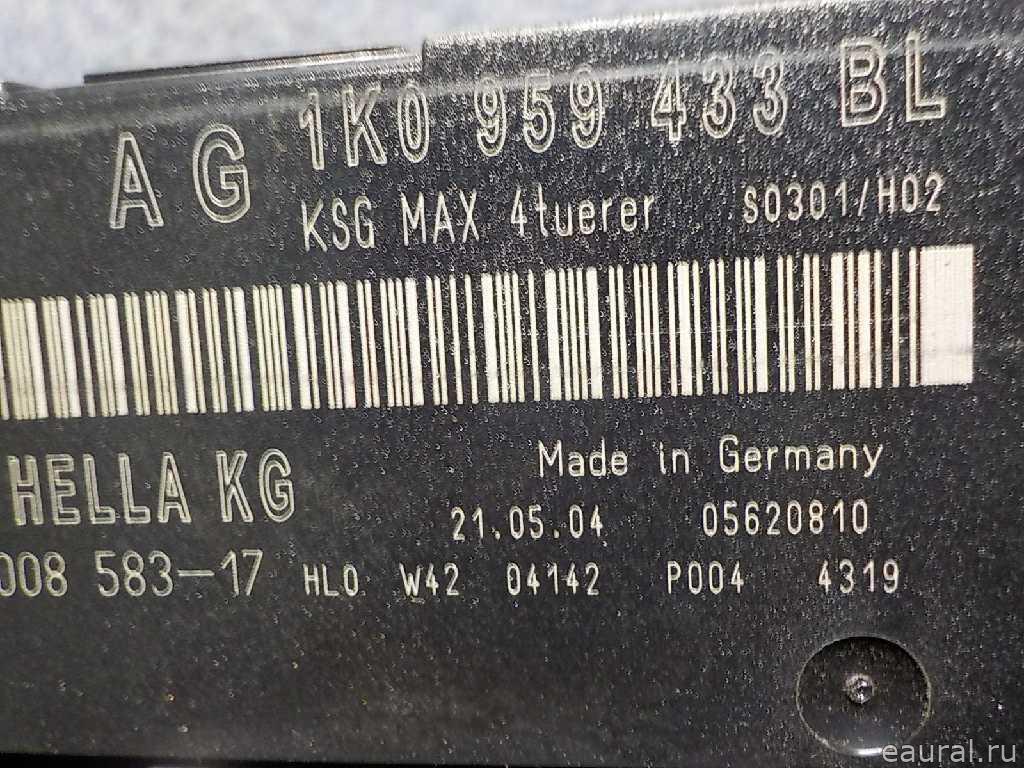 AG 1K0 959 433 BL
KSG MAX 4tuerer S0301/H02
HELLA KG Made in Germany
21.05.04 05620810
008 583-17 HLO W42 04142 P004 4319
eaural.ru